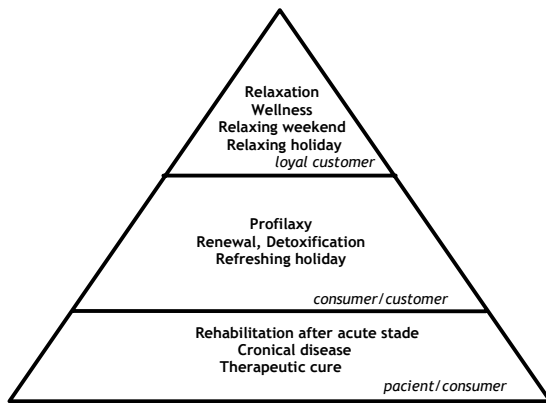 Relaxation
Wellness
Relaxing weekend
Relaxing holiday
loyal customer
Profilaxy
Renewal, Detoxification
Refreshing holiday
consumer/customer
Rehabilitation after acute stade
Cronical disease
Therapeutic cure
pacient/consumer